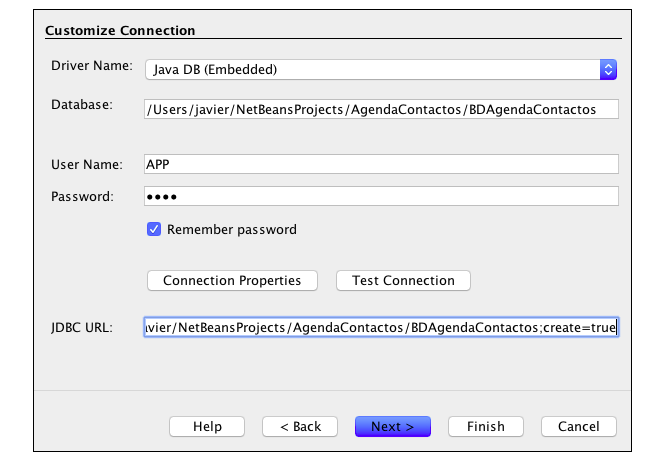 Customize Connection
Driver Name: Java DB (Embedded)
Database: /Users/javier/NetBeansProjects/AgendaContactos/BDAgendaContactos
User Name: APP
Password: ••••
Remember password
Connection Properties Test Connection
JDBC URL: avier/NetBeansProjects/AgendaContactos/BDAgendaContactos;create=true
Help < Back Next > Finish Cancel